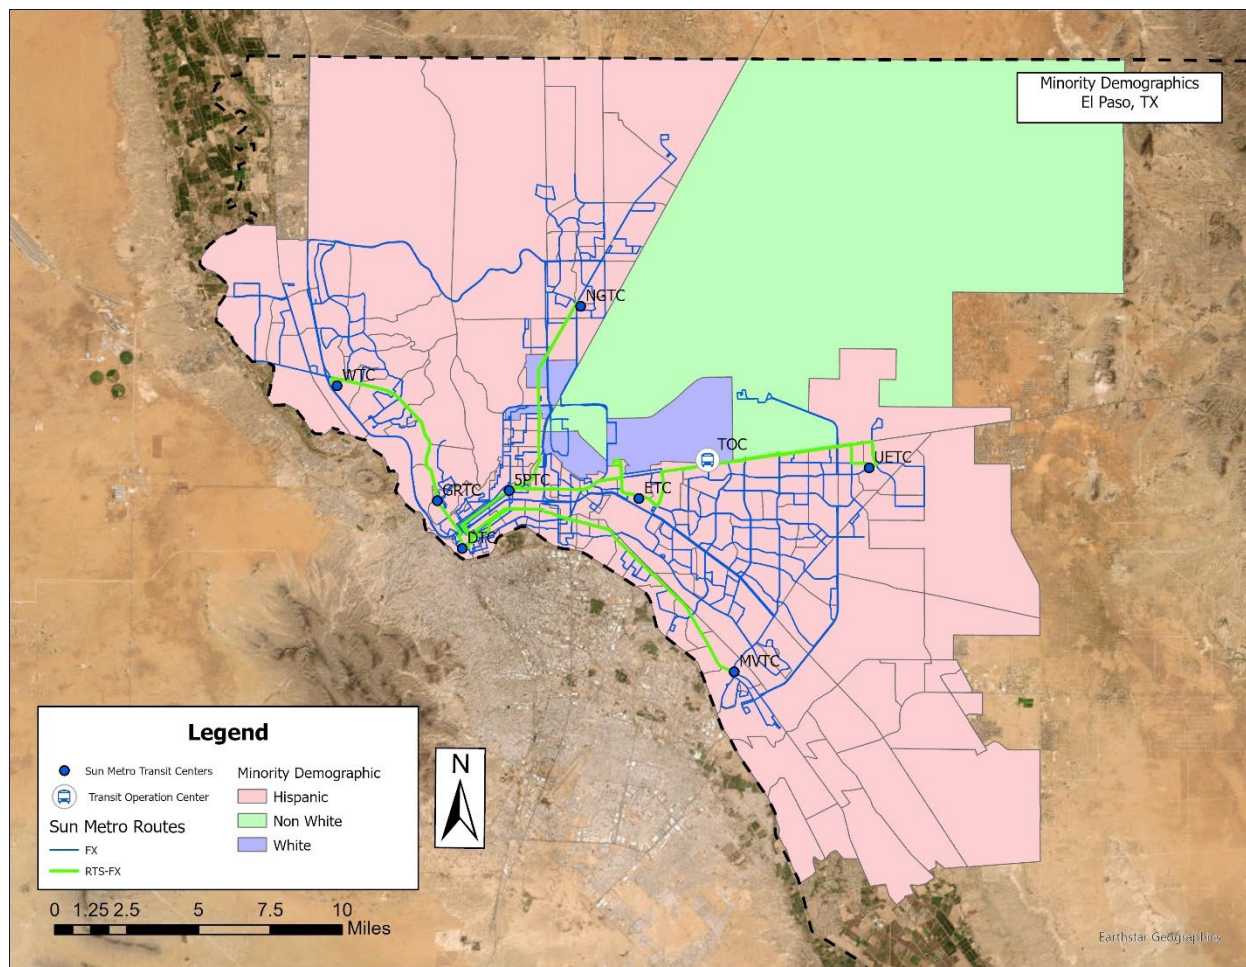 Minority Demographics
El Paso, TX
NGTC
WTC
TOC
UETC
GRTC
5PTC
ETC
DTC
MVTC
Legend
Sun Metro Transit Centers
Transit Operation Center
Sun Metro Routes
FX
RTS-FX
Minority Demographic
Hispanic
Non White
White
N
0 1.25 2.5 5 7.5 10
Miles
Earthstar Geographics